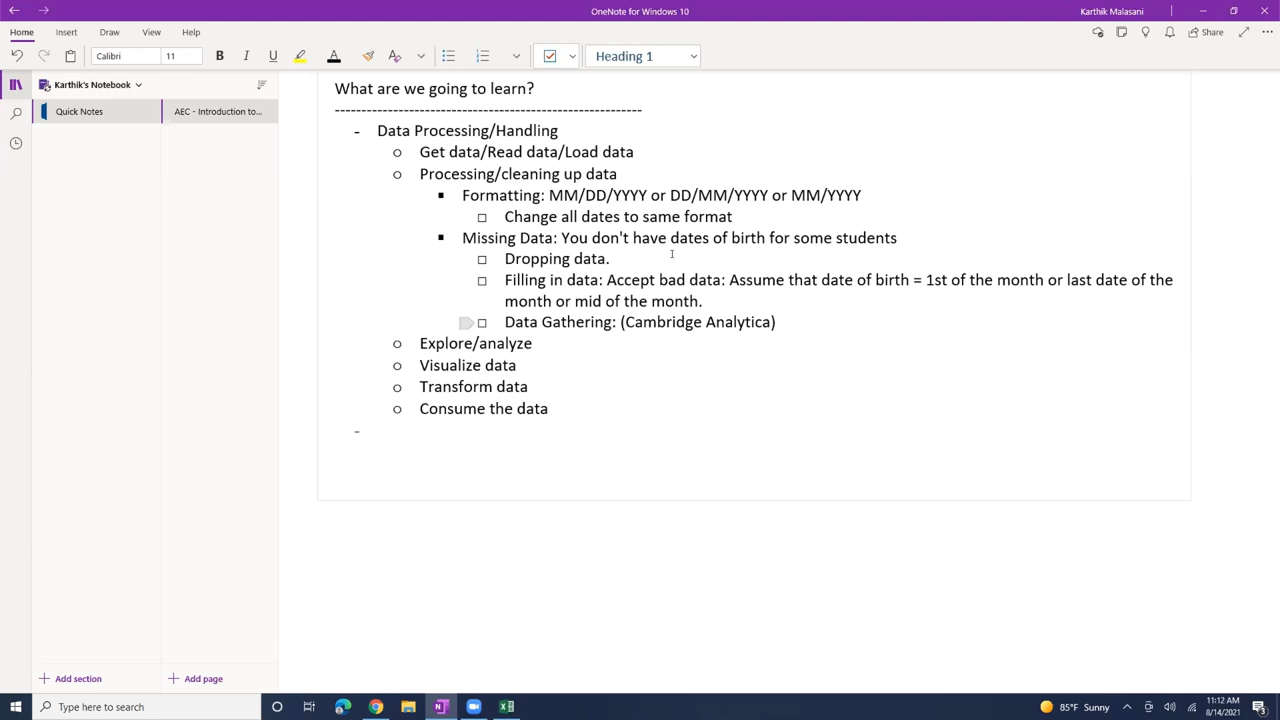 OneNote for Windows 10
Karthik Malasani
Home Insert Draw View Help
Share
Calibri 11 B I U A Heading 1
Karthik's Notebook
Quick Notes
AEC - Introduction to...
What are we going to learn?
----------------------------------------------------------
- Data Processing/Handling
o Get data/Read data/Load data
o Processing/cleaning up data
▪ Formatting: MM/DD/YYYY or DD/MM/YYYY or MM/YYYY
□ Change all dates to same format
▪ Missing Data: You don't have dates of birth for some students
□ Dropping data.
□ Filling in data: Accept bad data: Assume that date of birth = 1st of the month or last date of the
month or mid of the month.
□ Data Gathering: (Cambridge Analytica)
o Explore/analyze
o Visualize data
o Transform data
o Consume the data
-
+ Add section
+ Add page
Type here to search
85°F Sunny
11:12 AM
8/14/2021
3